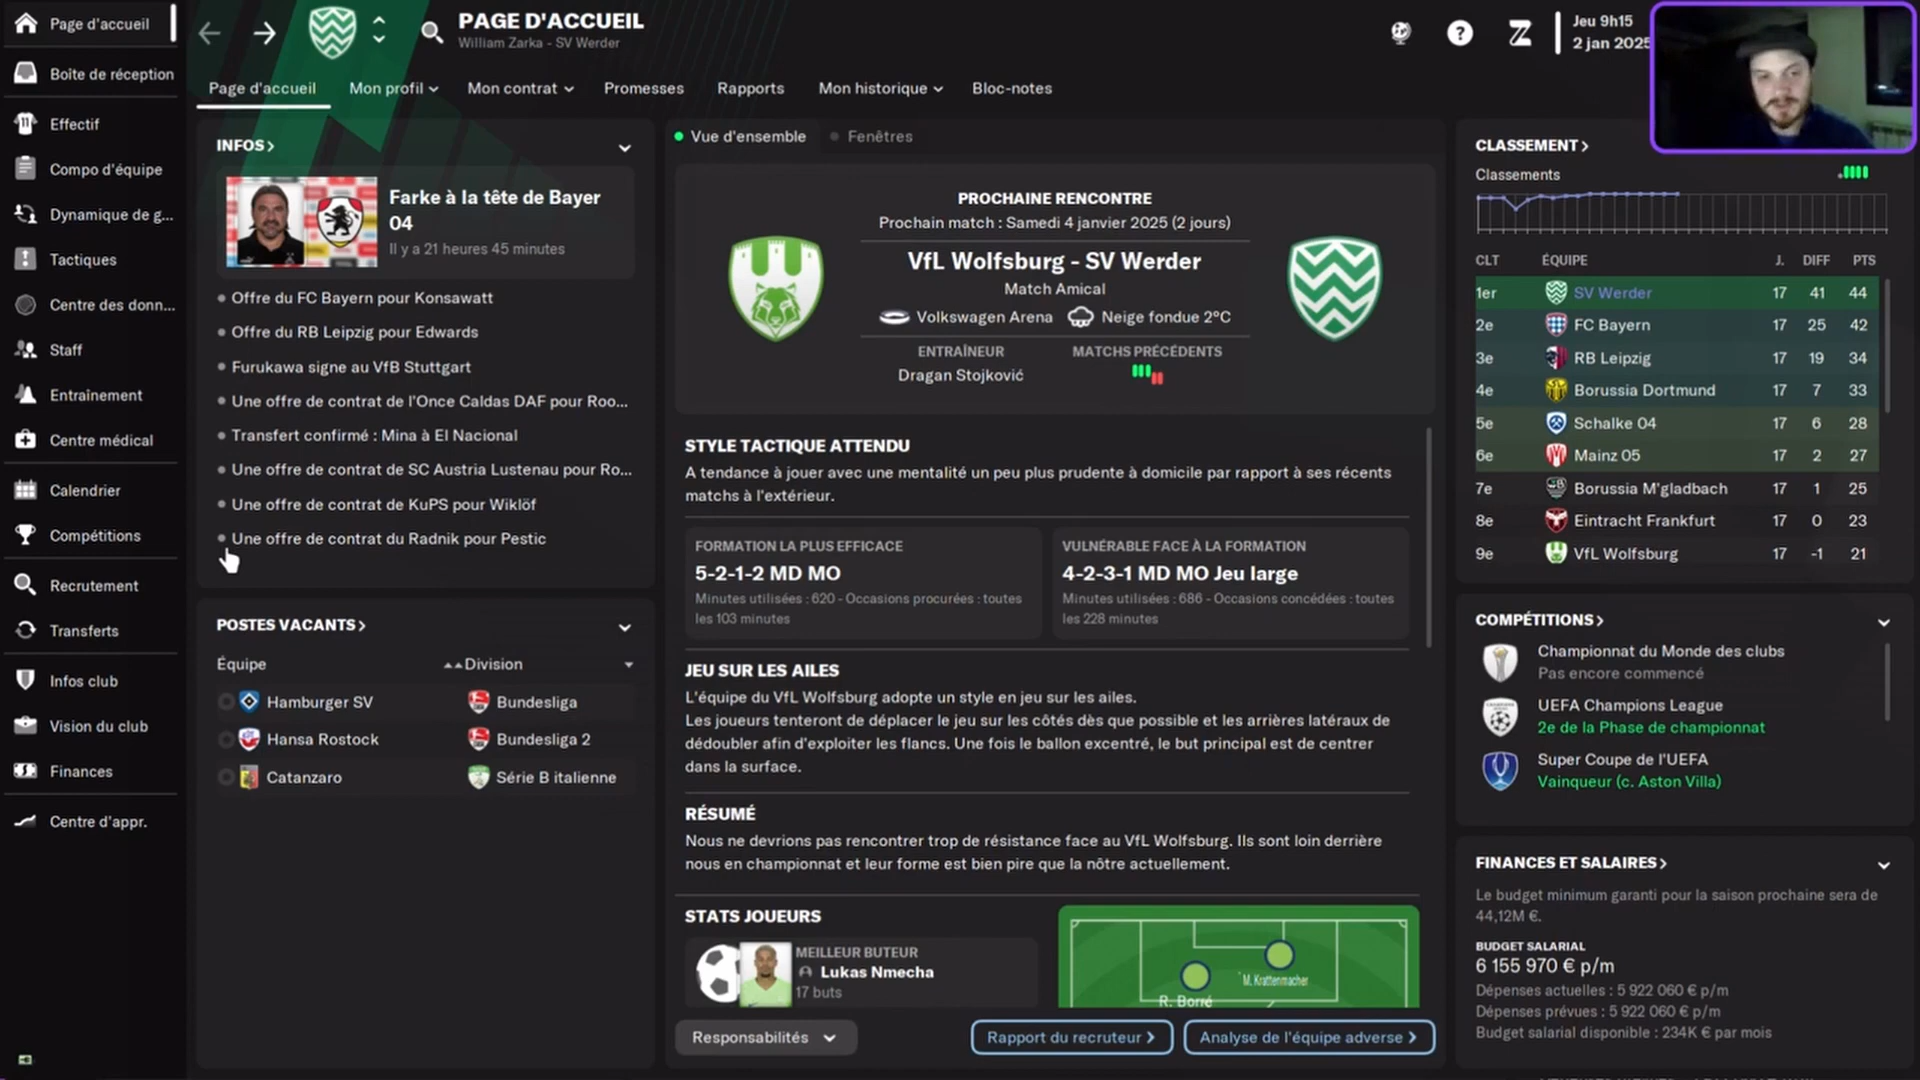 Page d'accueil
Boîte de réception
Effectif
Compo d'équipe
Dynamique de g...
Tactiques
Centre des donn...
Staff
Entraînement
Centre médical
Calendrier
Compétitions
Recrutement
Transferts
Infos club
Vision du club
Finances
Centre d'appr.
PAGE D'ACCUEIL
William Zarka - SV Werder
Jeu 9h15
2 jan 2025
Page d'accueil
Mon profil
Mon contrat
Promesses
Rapports
Mon historique
Bloc-notes
INFOS
Farke à la tête de Bayer
04
Il y a 21 heures 45 minutes
Offre du FC Bayern pour Konsawatt
Offre du RB Leipzig pour Edwards
Furukawa signe au VfB Stuttgart
Une offre de contrat de l'Once Caldas DAF pour Roo...
Transfert confirmé : Mina à El Nacional
Une offre de contrat de SC Austria Lustenau pour Ro...
Une offre de contrat de KuPS pour Wiklöf
Une offre de contrat du Radnik pour Pestic
POSTES VACANTS
Équipe Division
Hamburger SV Bundesliga
Hansa Rostock Bundesliga 2
Catanzaro Série B italienne
Vue d'ensemble
Fenêtres
PROCHAINE RENCONTRE
Prochain match : Samedi 4 janvier 2025 (2 jours)
VfL Wolfsburg - SV Werder
Match Amical
Volkswagen Arena Neige fondue 2°C
ENTRAÎNEUR
Dragan Stojković
MATCHS PRÉCÉDENTS
STYLE TACTIQUE ATTENDU
A tendance à jouer avec une mentalité un peu plus prudente à domicile par rapport à ses récents
matchs à l'extérieur.
FORMATION LA PLUS EFFICACE
5-2-1-2 MD MO
Minutes utilisées : 620 - Occasions procurées : toutes
les 103 minutes
VULNÉRABLE FACE À LA FORMATION
4-2-3-1 MD MO Jeu large
Minutes utilisées : 686 - Occasions concédées : toutes
les 228 minutes
JEU SUR LES AILES
L'équipe du VfL Wolfsburg adopte un style en jeu sur les ailes.
Les joueurs tenteront de déplacer le jeu sur les côtés dès que possible et les arrières latéraux de
dédoubler afin d'exploiter les flancs. Une fois le ballon excentré, le but principal est de centrer
dans la surface.
RÉSUMÉ
Nous ne devrions pas rencontrer trop de résistance face au VfL Wolfsburg. Ils sont loin derrière
nous en championnat et leur forme est bien pire que la nôtre actuellement.
STATS JOUEURS
MEILLEUR BUTEUR
Lukas Nmecha
17 buts
M. Krattenmacher
R. Borré
Responsabilités
Rapport du recruteur
Analyse de l'équipe adverse
CLASSEMENT
Classements
CLT ÉQUIPE J. DIFF PTS
1er SV Werder 17 41 44
2e FC Bayern 17 25 42
3e RB Leipzig 17 19 34
4e Borussia Dortmund 17 7 33
5e Schalke 04 17 6 28
6e Mainz 05 17 2 27
7e Borussia M'gladbach 17 1 25
8e Eintracht Frankfurt 17 0 23
9e VfL Wolfsburg 17 -1 21
COMPÉTITIONS
Championnat du Monde des clubs
Pas encore commencé
UEFA Champions League
2e de la Phase de championnat
Super Coupe de l'UEFA
Vainqueur (c. Aston Villa)
FINANCES ET SALAIRES
Le budget minimum garanti pour la saison prochaine sera de
44,12M €.
BUDGET SALARIAL
6 155 970 € p/m
Dépenses actuelles : 5 922 060 € p/m
Dépenses prévues : 5 922 060 € p/m
Budget salarial disponible : 234K € par mois